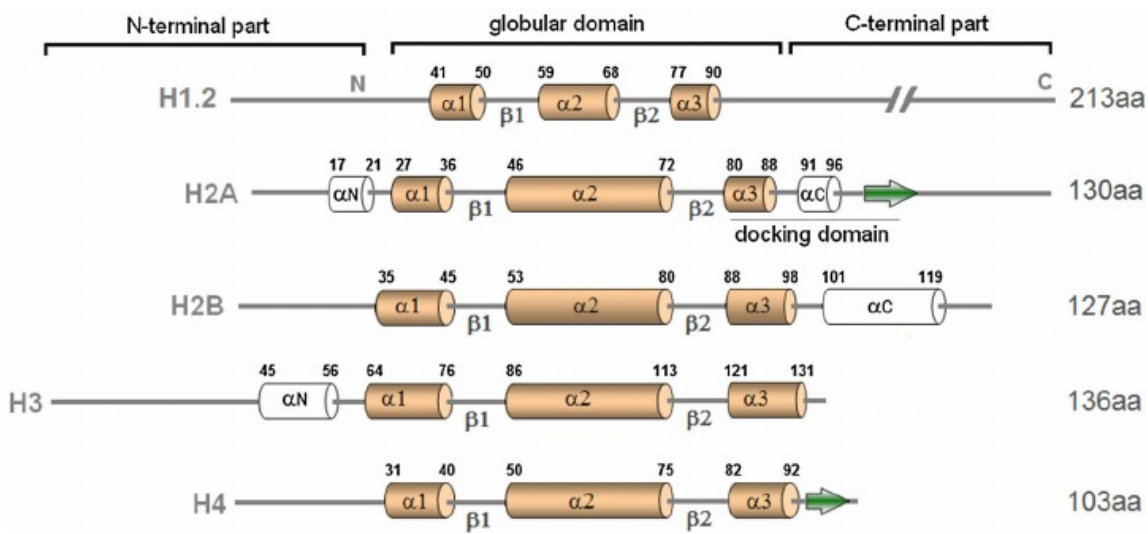 N-terminal part globular domain C-terminal part
N C
41 50 59 68 77 90
H1.2 α1 α2 α3 213aa
β1 β2
17 21 27 36 46 72 80 88 91 96
H2A αN α1 α2 α3 αC 130aa
β1 β2
docking domain
35 45 53 80 88 98 101 119
H2B α1 α2 α3 αC 127aa
β1 β2
45 56 64 76 86 113 121 131
H3 αN α1 α2 α3 136aa
β1 β2
31 40 50 75 82 92
H4 α1 α2 α3 103aa
β1 β2